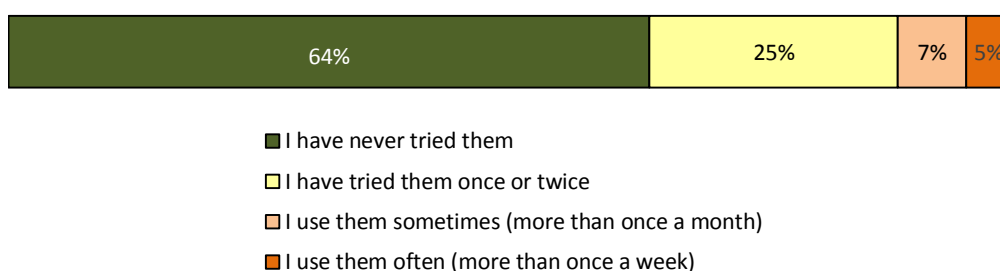 64% 25% 7% 5%
I have never tried them
I have tried them once or twice
I use them sometimes (more than once a month)
I use them often (more than once a week)